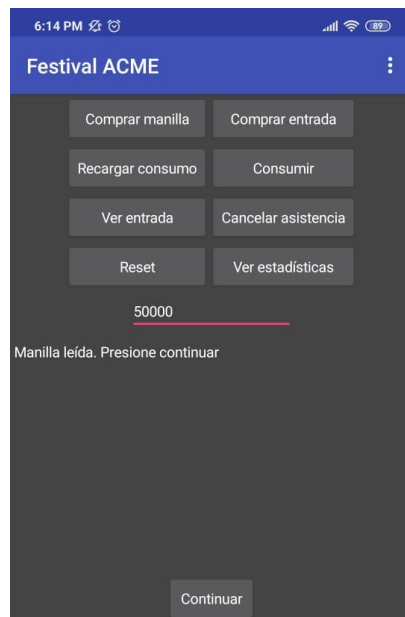 6:14 PM 89
Festival ACME
Comprar manilla Comprar entrada
Recargar consumo Consumir
Ver entrada Cancelar asistencia
Reset Ver estadísticas
50000
Manilla leída. Presione continuar
Continuar